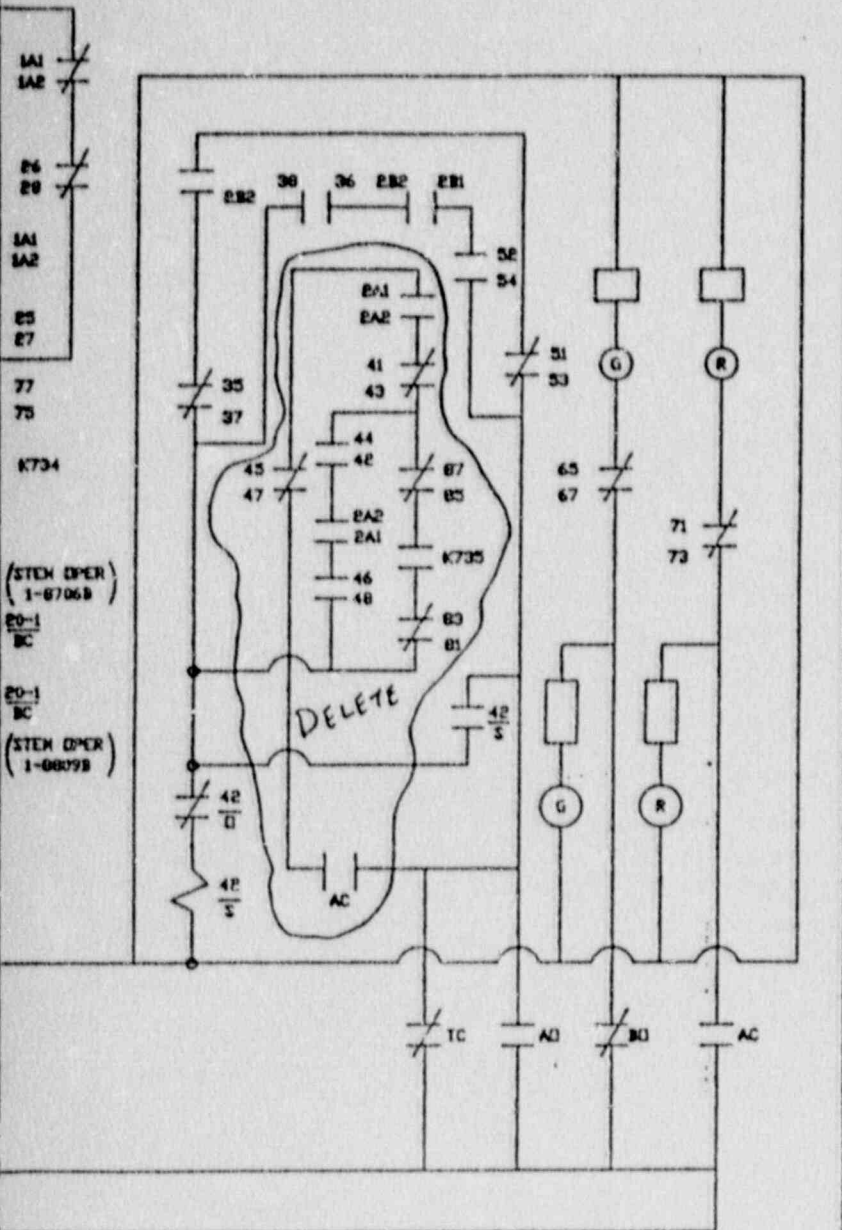 1A1
1A2
26
28
1A1
1A2
25
27
77
75
K734
(STEM OPER)
1-8706B
20-1
BC
20-1
BC
(STEM OPER)
1-8809B
2B2
38 36 2B2 2B1
52
54
2A1
2A2
41
43
51
53
G R
35
37
44
42
45
47
87
85
65
67
71
73
2A2
2A1
K735
46
48
83
81
DELETE
42
S
42
O
G R
42
S
AC
TC AO BO AC